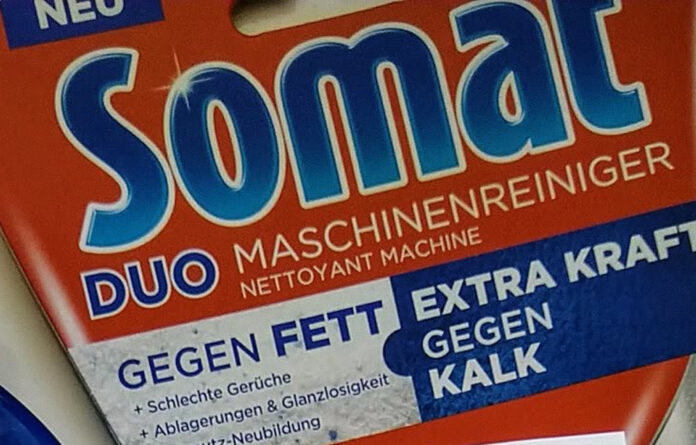 NEU
Somat
DUO MASCHINENREINIGER
NETTOYANT MACHINE
GEGEN FETT
+ Schlechte Gerüche
+ Ablagerungen & Glanzlosigkeit
EXTRA KRAFT
GEGEN
KALK